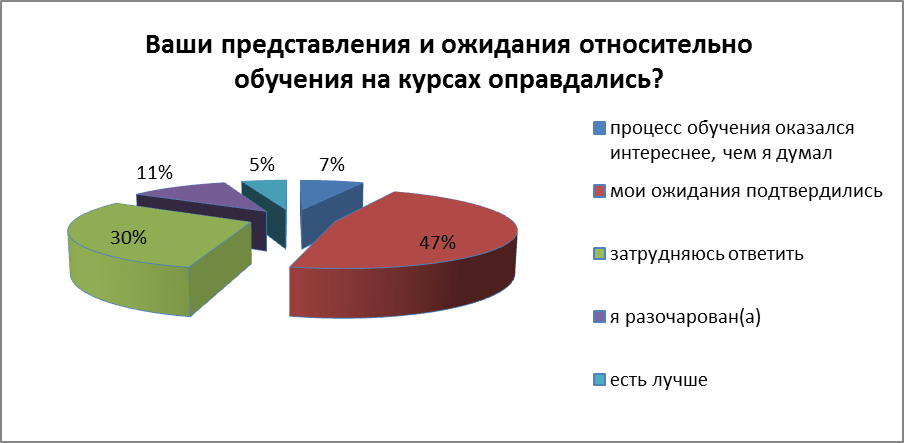 Ваши представления и ожидания относительно
обучения на курсах оправдались?
5%
7%
11%
30%
47%
процесс обучения оказался
интереснее, чем я думал
мои ожидания подтвердились
затрудняюсь ответить
я разочарован(а)
есть лучше